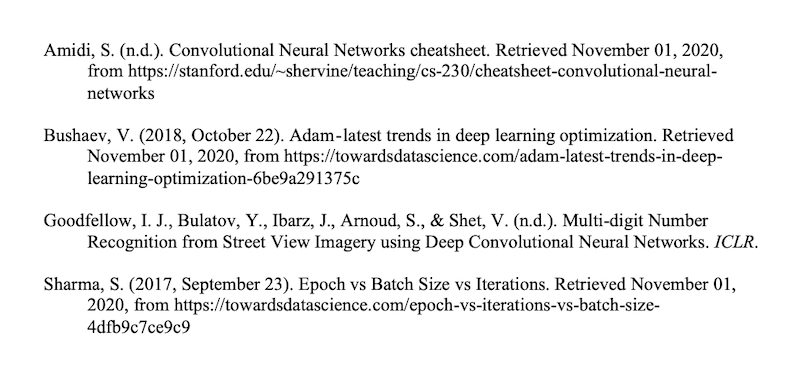 Amidi, S. (n.d.). Convolutional Neural Networks cheatsheet. Retrieved November 01, 2020,
from https://stanford.edu/~shervine/teaching/cs-230/cheatsheet-convolutional-neural-
networks
Bushaev, V. (2018, October 22). Adam-latest trends in deep learning optimization. Retrieved
November 01, 2020, from https://towardsdatascience.com/adam-latest-trends-in-deep-
learning-optimization-6be9a291375c
Goodfellow, I. J., Bulatov, Y., Ibarz, J., Arnoud, S., & Shet, V. (n.d.). Multi-digit Number
Recognition from Street View Imagery using Deep Convolutional Neural Networks. ICLR.
Sharma, S. (2017, September 23). Epoch vs Batch Size vs Iterations. Retrieved November 01,
2020, from https://towardsdatascience.com/epoch-vs-iterations-vs-batch-size-
4dfb9c7ce9c9